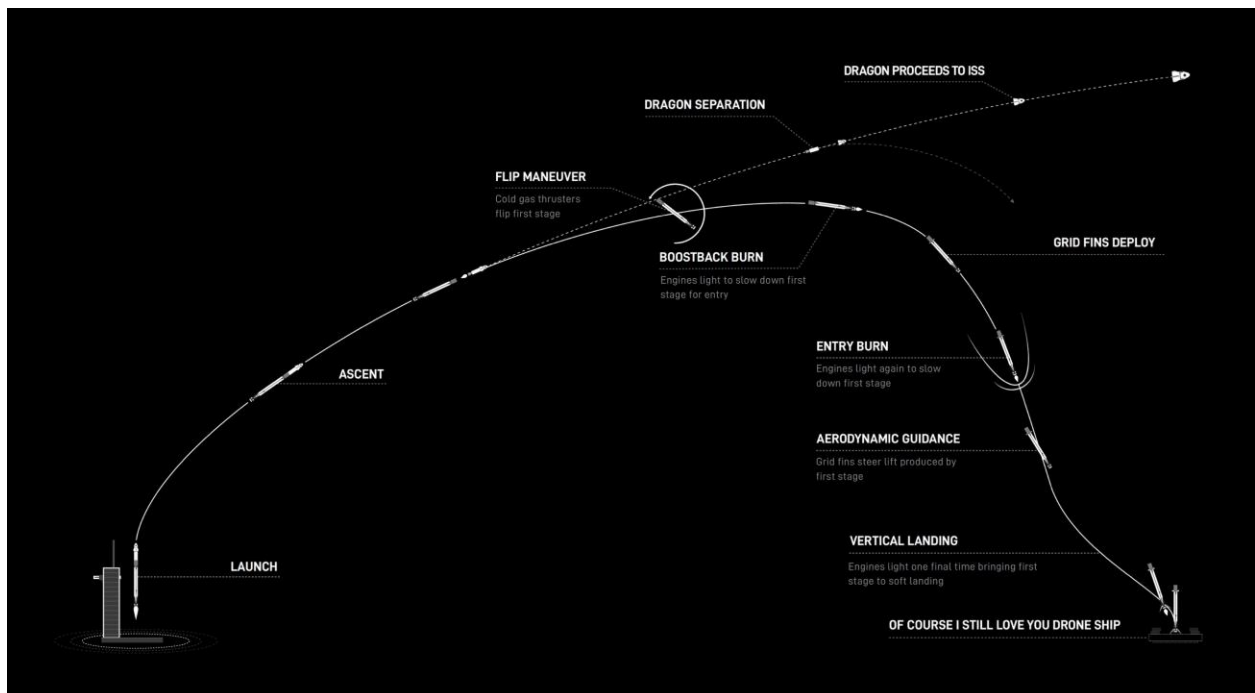 DRAGON PROCEEDS TO ISS
DRAGON SEPARATION
FLIP MANEUVER
Cold gas thrusters
flip first stage
BOOSTBACK BURN
Engines light to slow down first
stage for entry
GRID FINS DEPLOY
ENTRY BURN
Engines light again to slow
down first stage
ASCENT
AERODYNAMIC GUIDANCE
Grid fins steer lift produced by
first stage
VERTICAL LANDING
Engines light one final time bringing first
stage to soft landing
LAUNCH
OF COURSE I STILL LOVE YOU DRONE SHIP